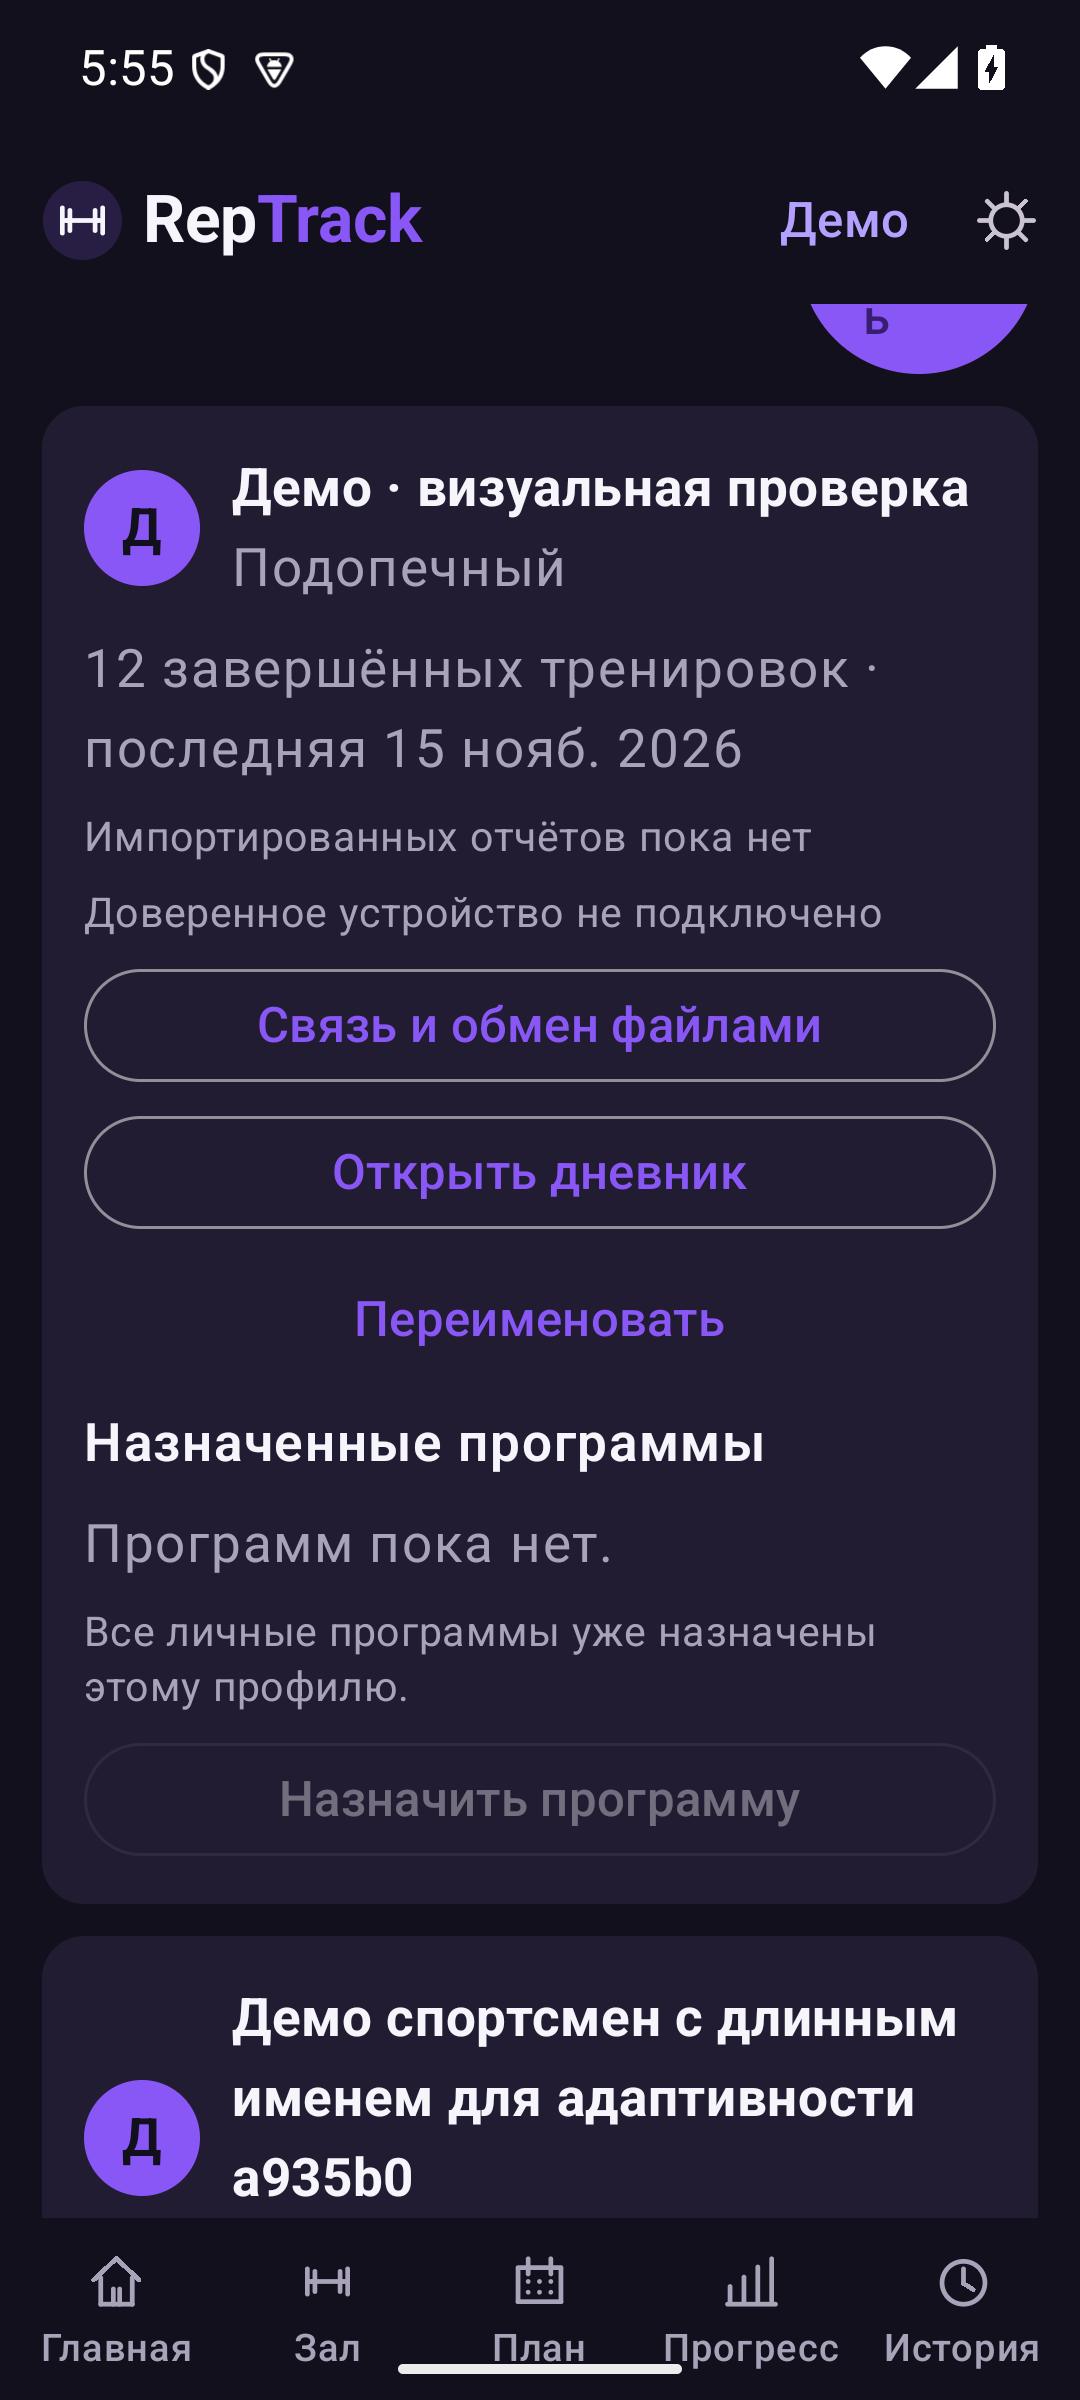 5:55
RepTrack
Демо
ь
Д
Демо · визуальная проверка
Подопечный
12 завершённых тренировок ·
последняя 15 нояб. 2026
Импортированных отчётов пока нет
Доверенное устройство не подключено
Связь и обмен файлами
Открыть дневник
Переименовать
Назначенные программы
Программ пока нет.
Все личные программы уже назначены
этому профилю.
Назначить программу
Д
Демо спортсмен с длинным
именем для адаптивности
a935b0
Главная
Зал
План
Прогресс
История